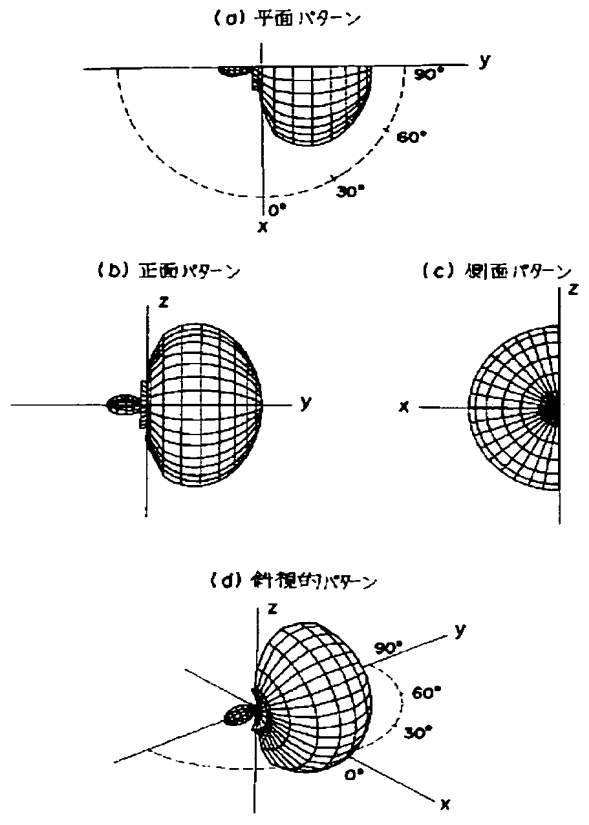 (a) 平面パターン
y
90°
60°
30°
0°
x
(b) 正面パターン
(c) 側面パターン
z
z
y
x
(d) 斜視的パターン
z
y
90°
60°
30°
0°
x